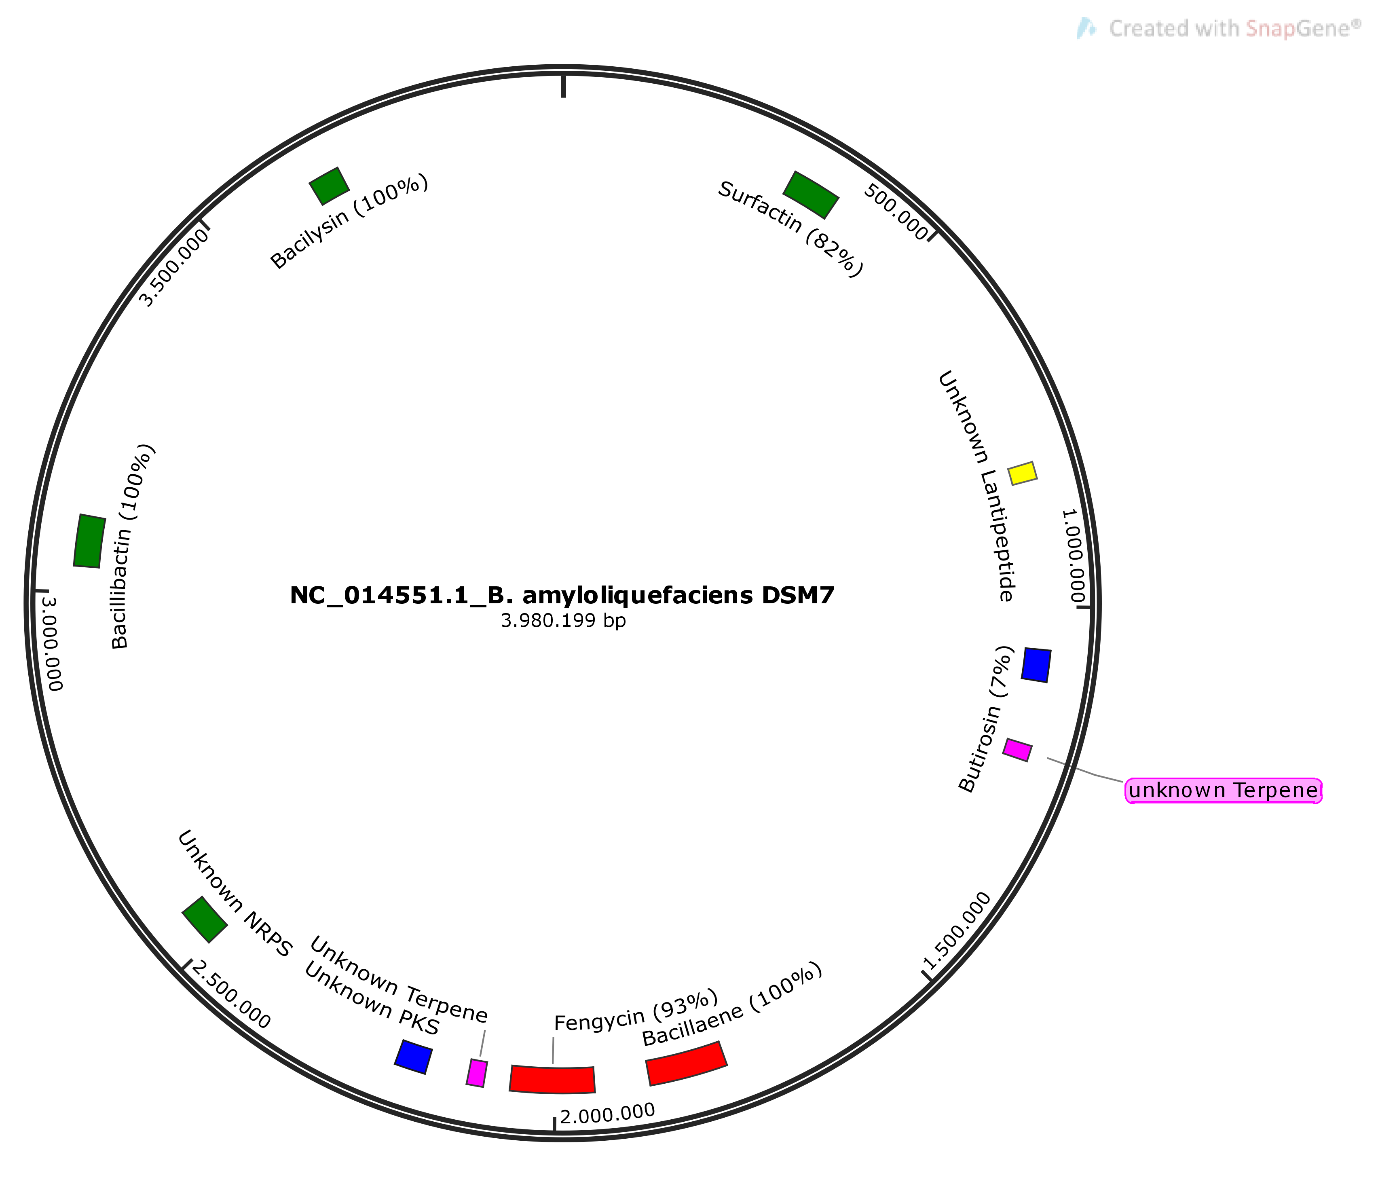 Created with SnapGene®
Surfactin (82%)
500.000
Unknown Lantipeptide
1.000.000
Butirosin (7%)
unknown Terpene
1.500.000
Bacillaene (100%)
Fengycin (93%)
2.000.000
Unknown Terpene
Unknown PKS
2.500.000
Unknown NRPS
3.000.000
Bacillibactin (100%)
3.500.000
Bacilysin (100%)
NC_014551.1_B. amyloliquefaciens DSM7
3.980.199 bp